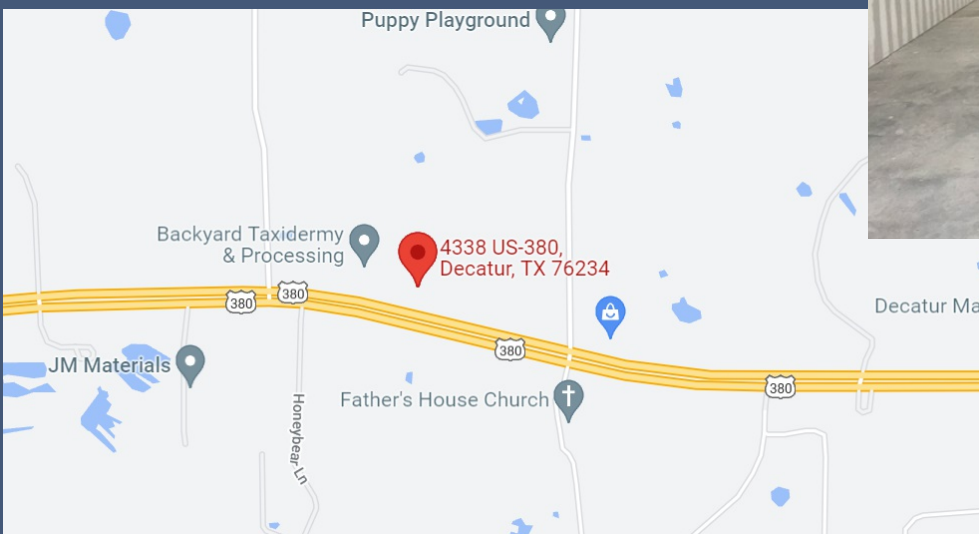 Puppy Playground
Backyard Taxidermy
& Processing
4338 US-380,
Decatur, TX 76234
380
380
Decatur Ma
380
JM Materials
380
Father's House Church
Honeybear Ln